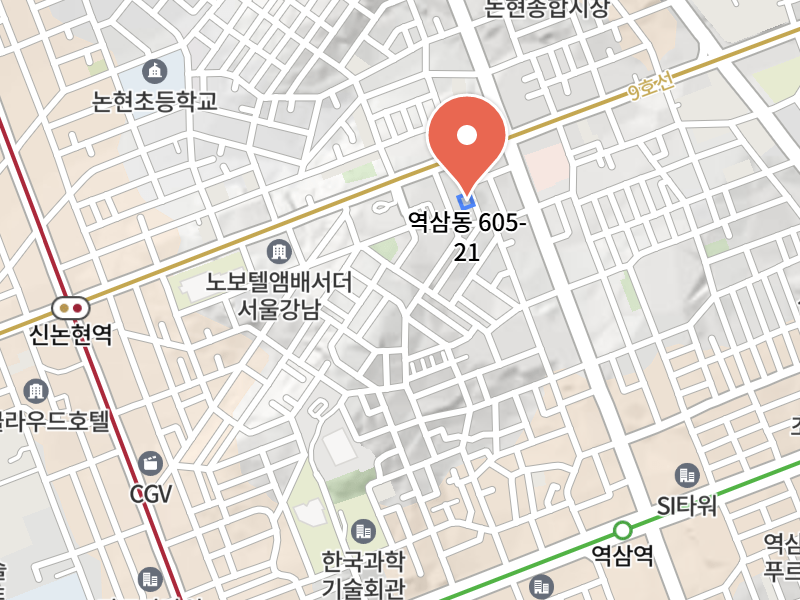 논현종합시장
9호선
논현초등학교
역삼동 605-
21
노보텔앰배서더
서울강남
신논현역
클라우드호텔
CGV
SI타워
역삼역
한국과학
기술회관
역삼
푸르